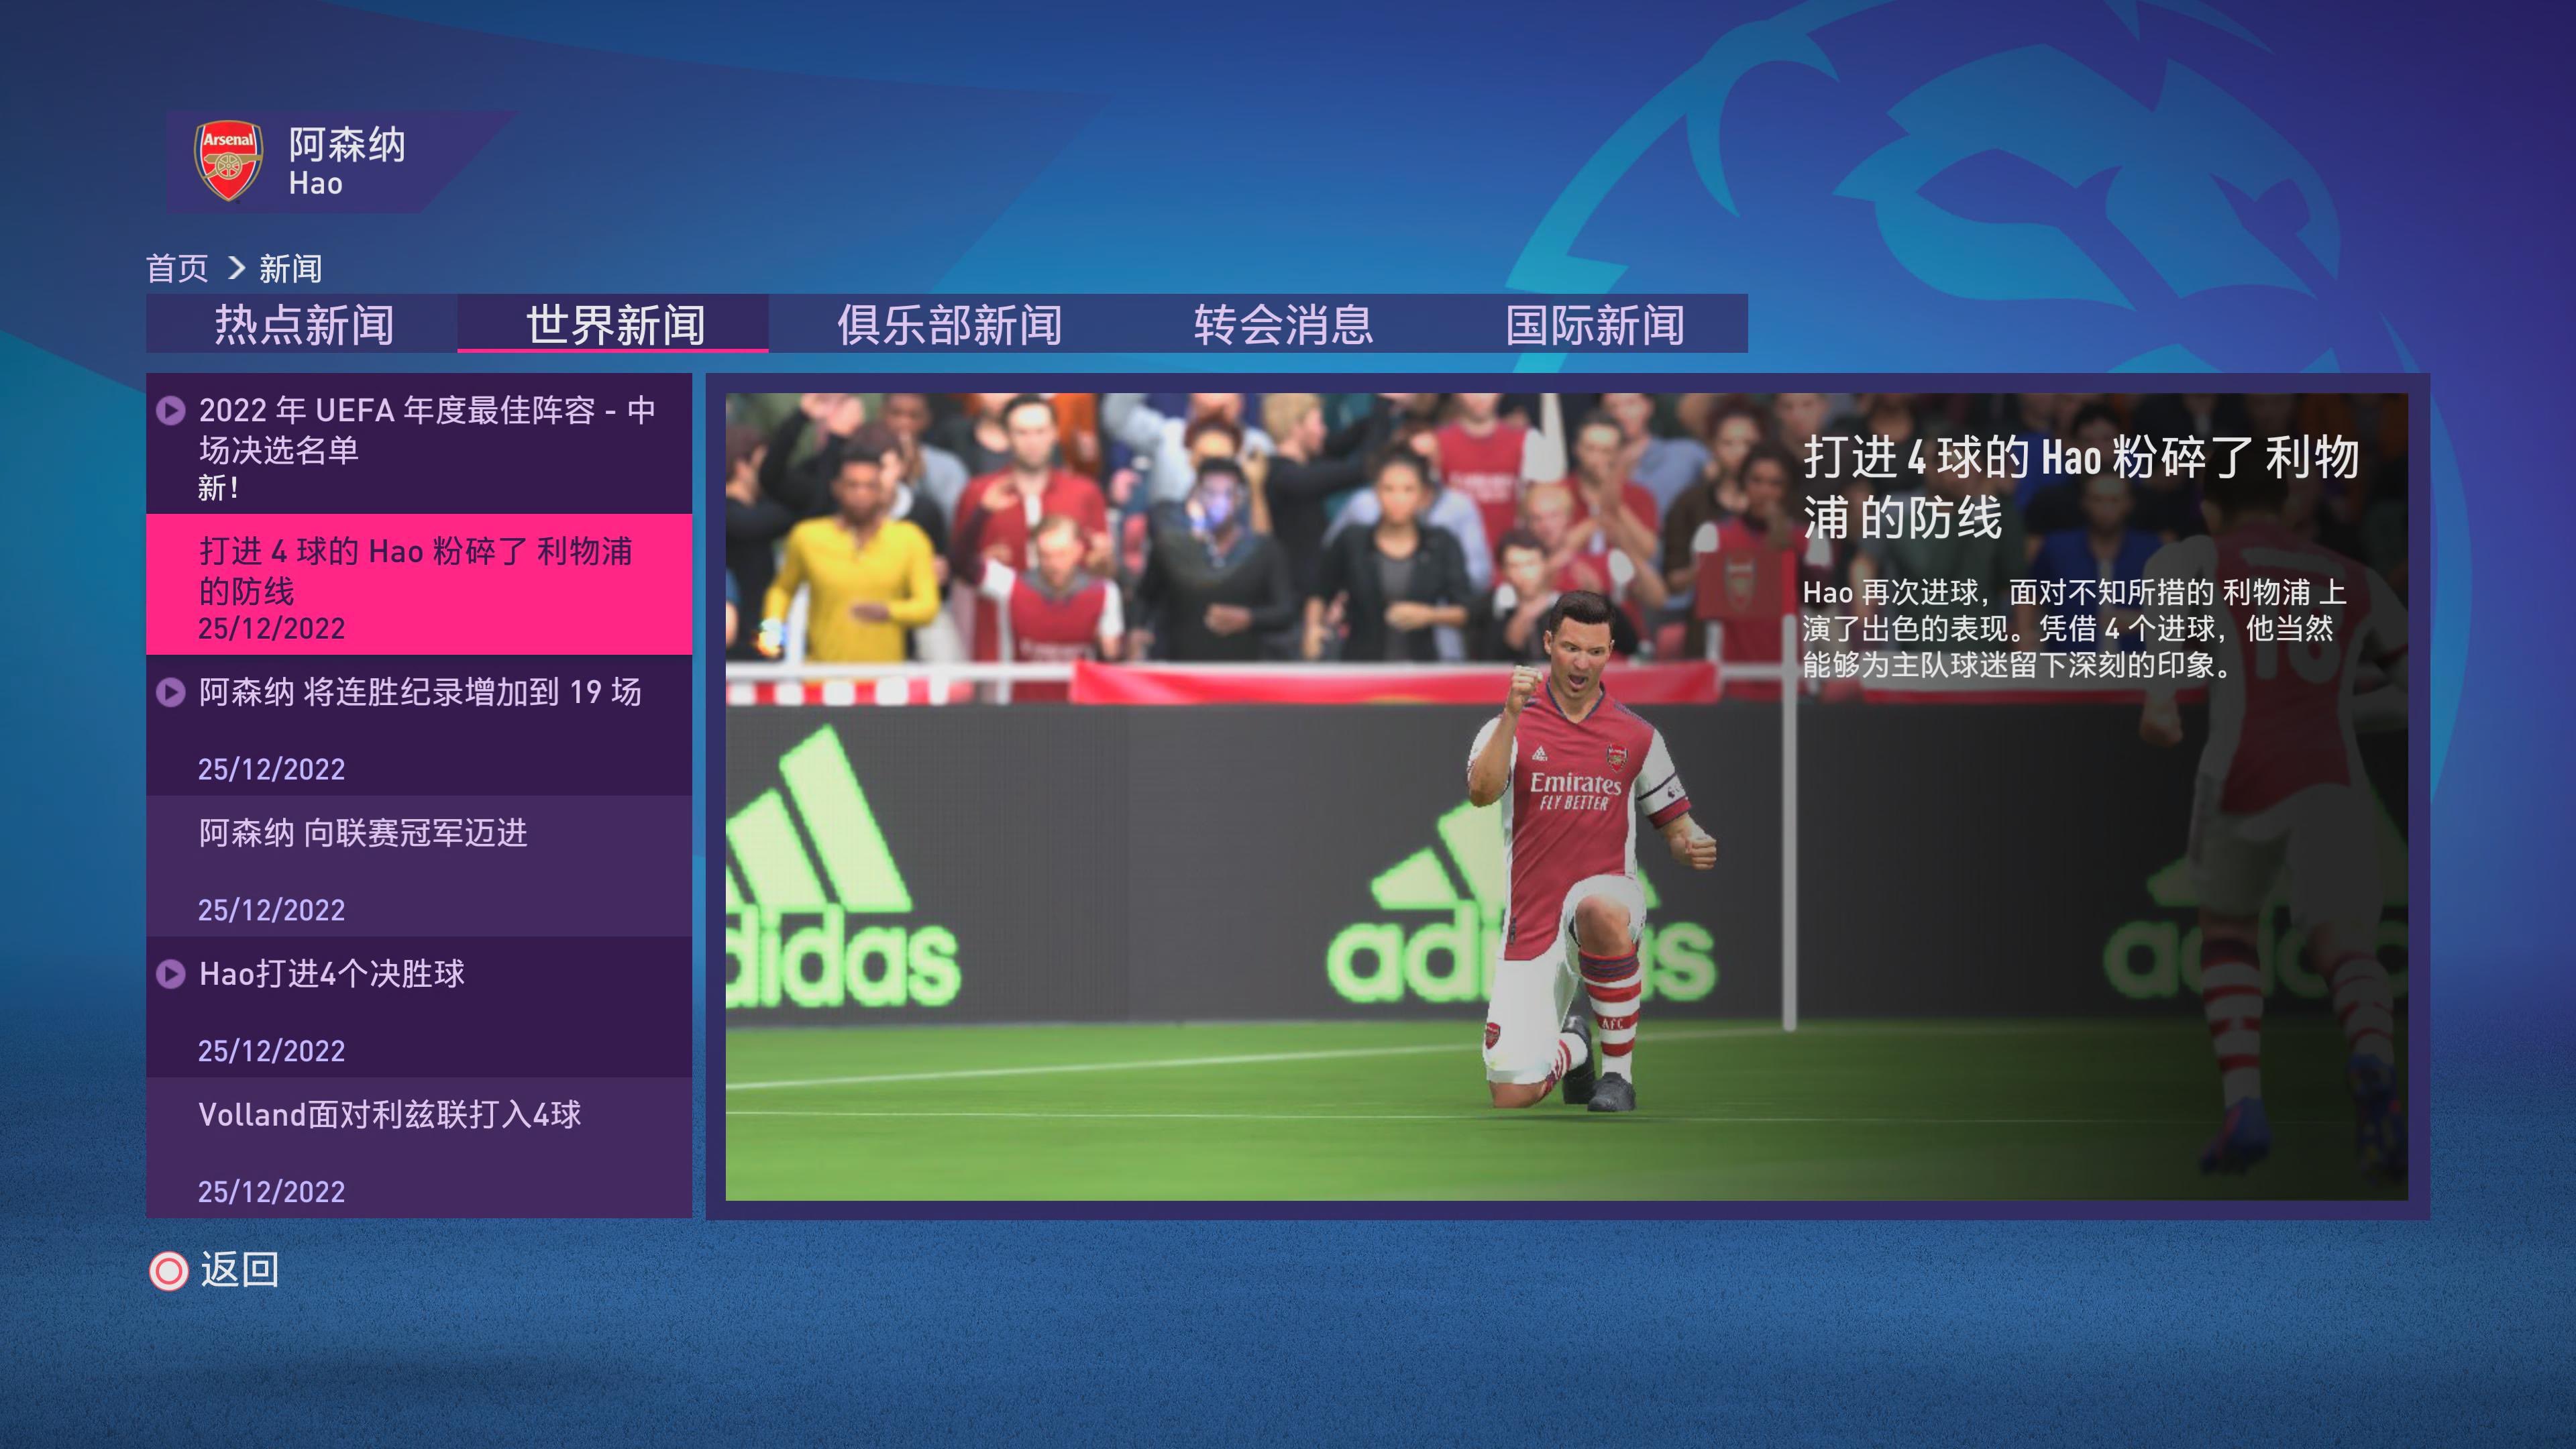 Arsenal
阿森纳
Hao
首页 > 新闻
热点新闻
世界新闻
俱乐部新闻
转会消息
国际新闻
2022 年 UEFA 年度最佳阵容 - 中
场决选名单
新！
打进 4 球的 Hao 粉碎了 利物浦
的防线
25/12/2022
阿森纳 将连胜纪录增加到 19 场
25/12/2022
阿森纳 向联赛冠军迈进
25/12/2022
Hao打进4个决胜球
25/12/2022
Volland面对利兹联打入4球
25/12/2022
打进 4 球的 Hao 粉碎了 利物
浦 的防线
Hao 再次进球，面对不知所措的 利物浦 上
演了出色的表现。凭借 4 个进球，他当然
能够为主队球迷留下深刻的印象。
Emirates
FLY BETTER
AFC
adidas
adidas
adidas
返回